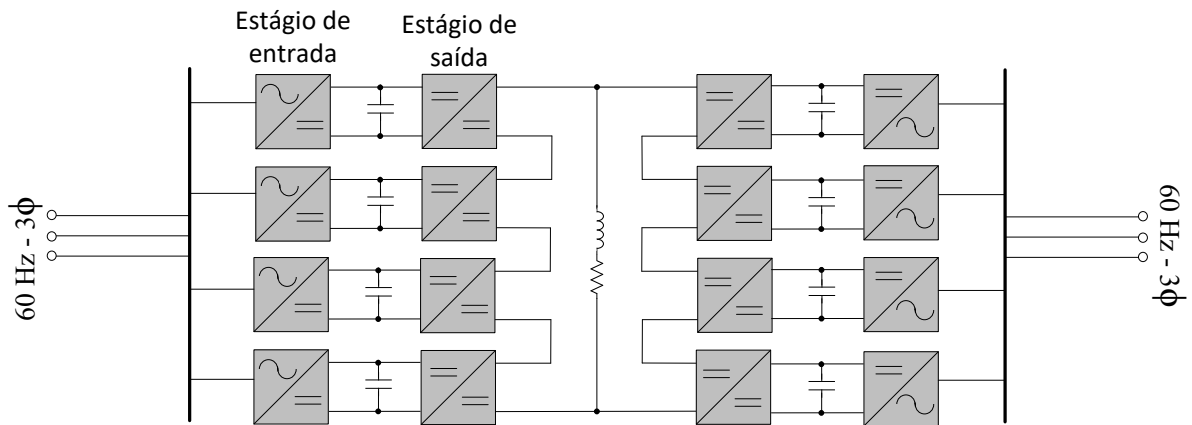 Estágio de
entrada
Estágio de
saída
60 Hz - 3ϕ
60 Hz - 3ϕ